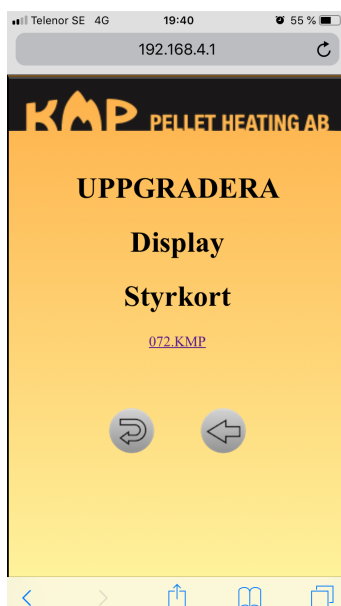 Telenor SE 4G 19:40 55 %
192.168.4.1
KMP PELLET HEATING AB
UPPGRADERA
Display
Styrkort
072.KMP